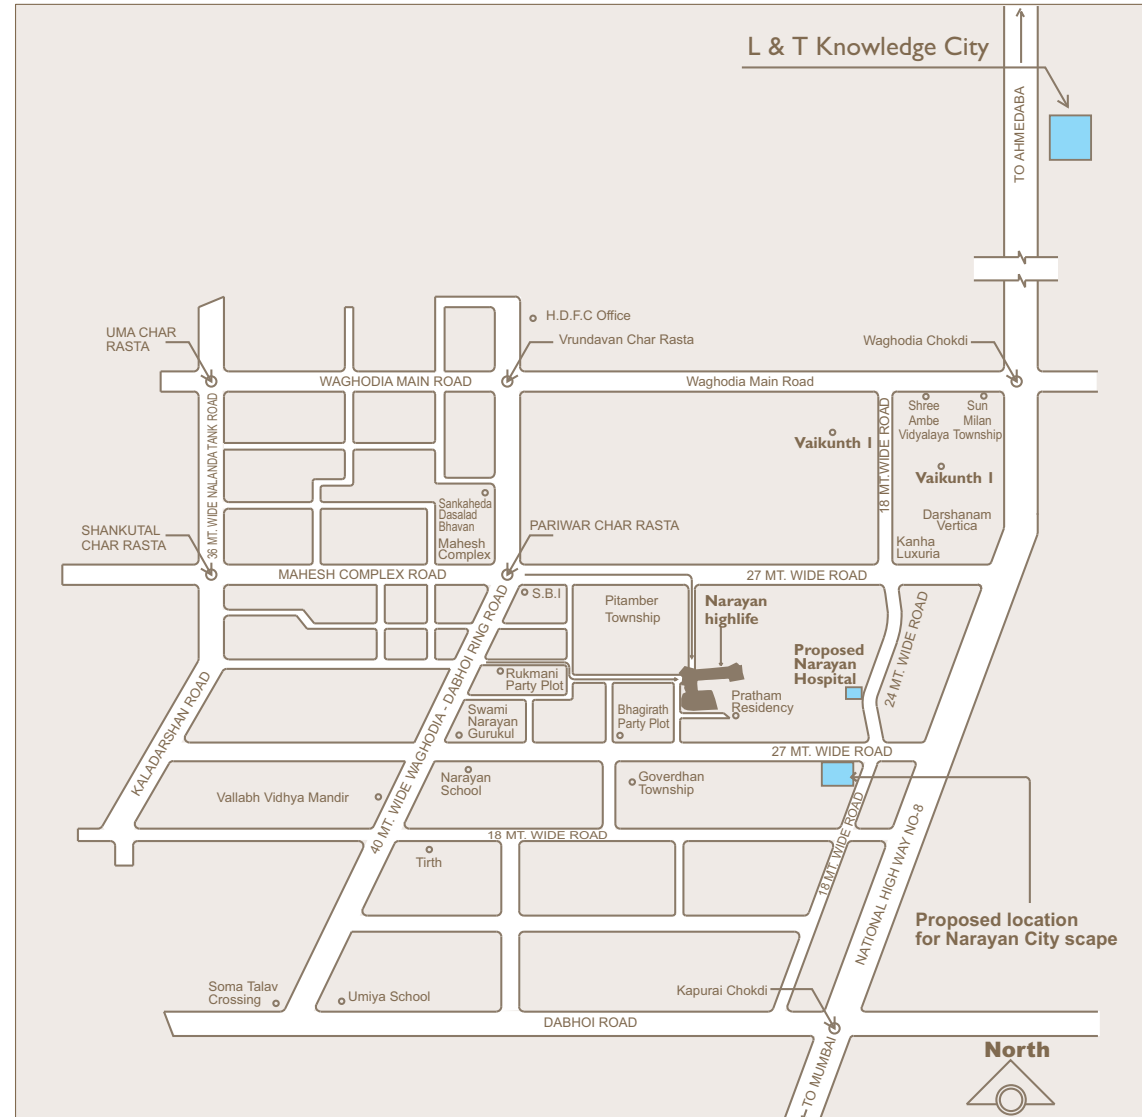 L & T Knowledge City
TO AHMEDABA
H.D.F.C Office
UMA CHAR
RASTA
Vrundavan Char Rasta
Waghodia Chokdi
WAGHODIA MAIN ROAD
Waghodia Main Road
36 MT. WIDE NALANDA TANK ROAD
18 MT.WIDE ROAD
Shree
Ambe
Vidyalaya
Sun
Milan
Township
Vaikunth 1
Vaikunth 1
Sankaheda
Dasalad
Bhavan
Mahesh
Complex
Darshanam
Vertica
Kanha
Luxuria
SHANKUTAL
CHAR RASTA
PARIWAR CHAR RASTA
MAHESH COMPLEX ROAD
27 MT. WIDE ROAD
S.B.I
Pitamber
Township
Narayan
highlife
Proposed
Narayan
Hospital
24 MT. WIDE ROAD
Rukmani
Party Plot
KALADARSHAN ROAD
40 MT. WIDE WAGHODIA - DABHOI RING ROAD
Swami
Narayan
Gurukul
Bhagirath
Party Plot
Pratham
Residency
27 MT. WIDE ROAD
Narayan
School
Goverdhan
Township
Vallabh Vidhya Mandir
18 MT. WIDE ROAD
18 MT. WIDE ROAD
NATIONAL HIGH WAY NO-8
Tirth
Proposed location
for Narayan City scape
Soma Talav
Crossing
Umiya School
Kapurai Chokdi
DABHOI ROAD
TO MUMBAI
North